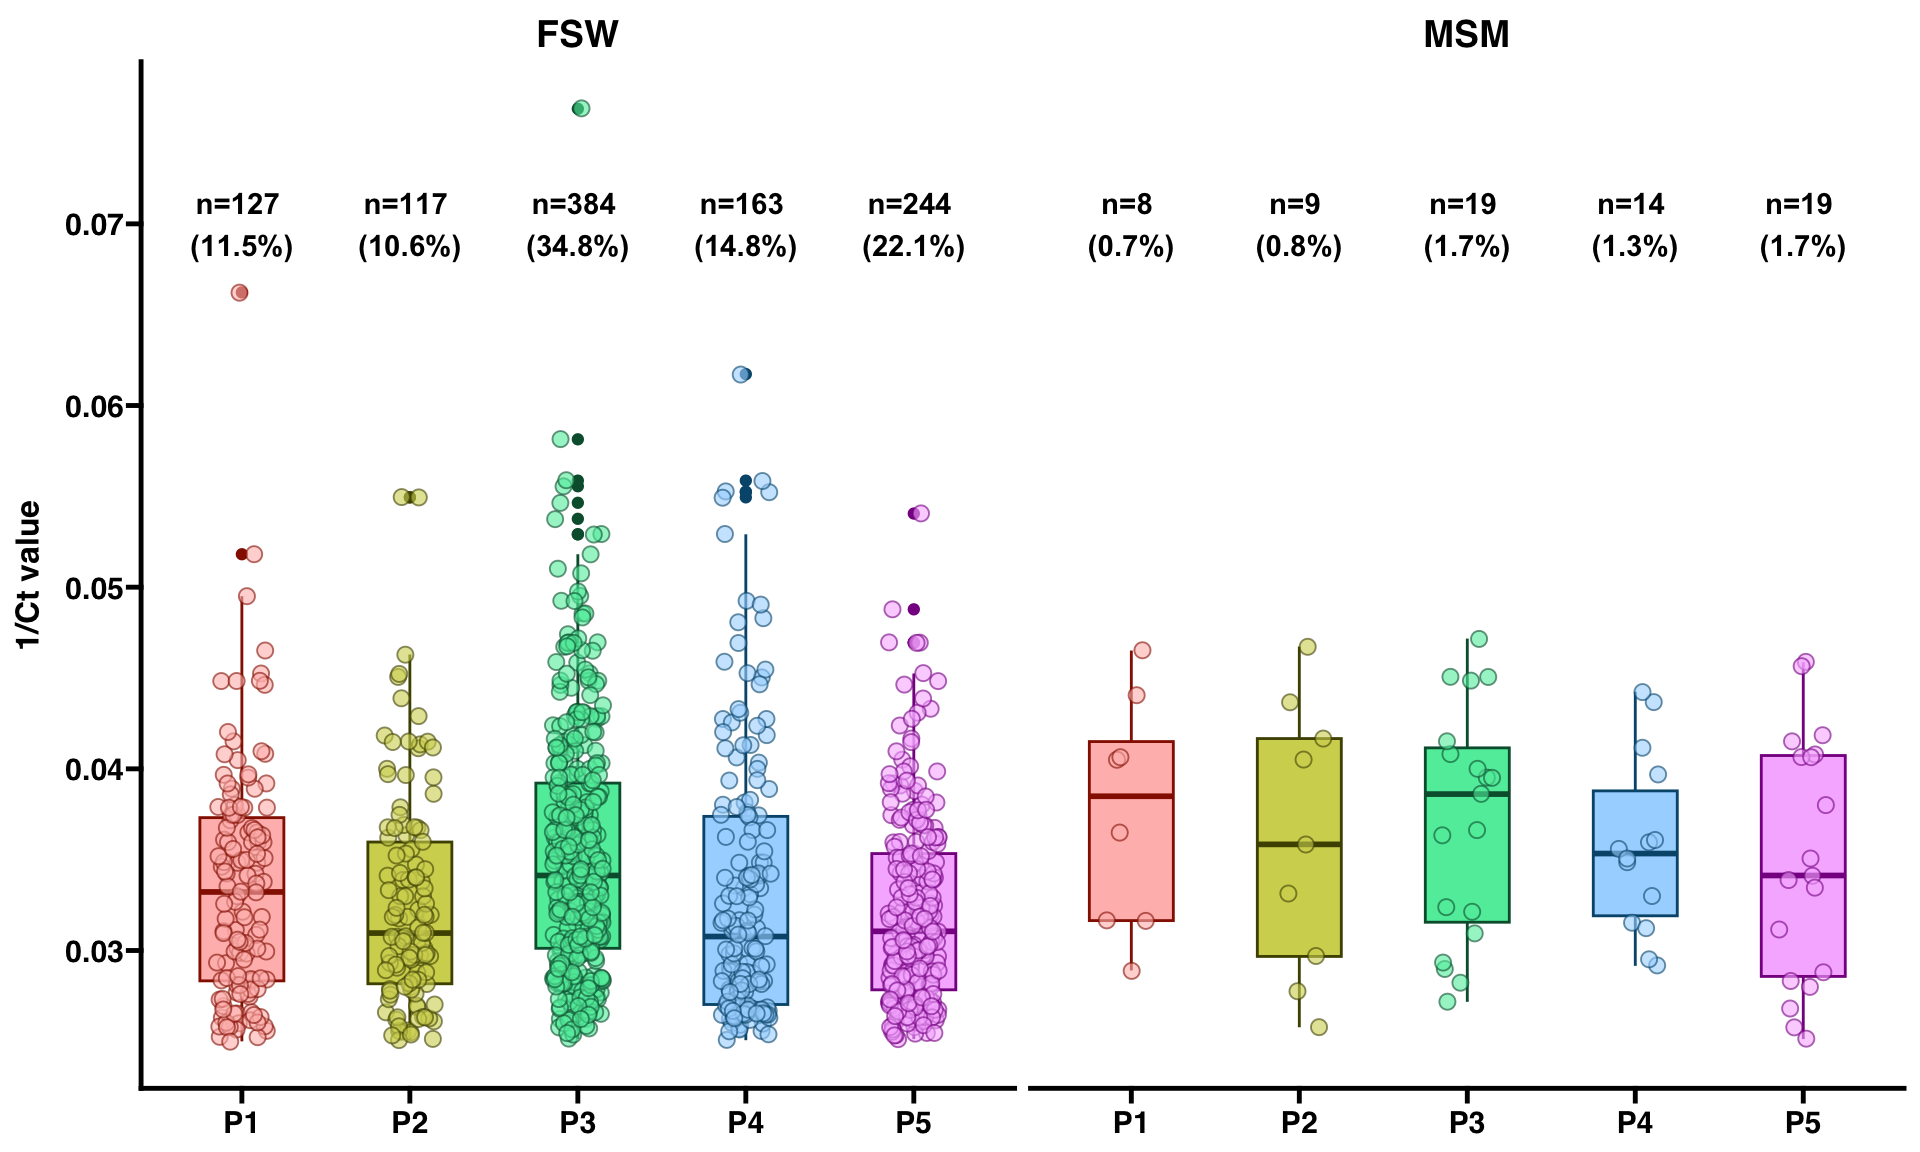 FSW
MSM
n=127
(11.5%)
n=117
(10.6%)
n=384
(34.8%)
n=163
(14.8%)
n=244
(22.1%)
n=8
(0.7%)
n=9
(0.8%)
n=19
(1.7%)
n=14
(1.3%)
n=19
(1.7%)
1/Ct value
0.07
0.06
0.05
0.04
0.03
P1
P2
P3
P4
P5
P1
P2
P3
P4
P5